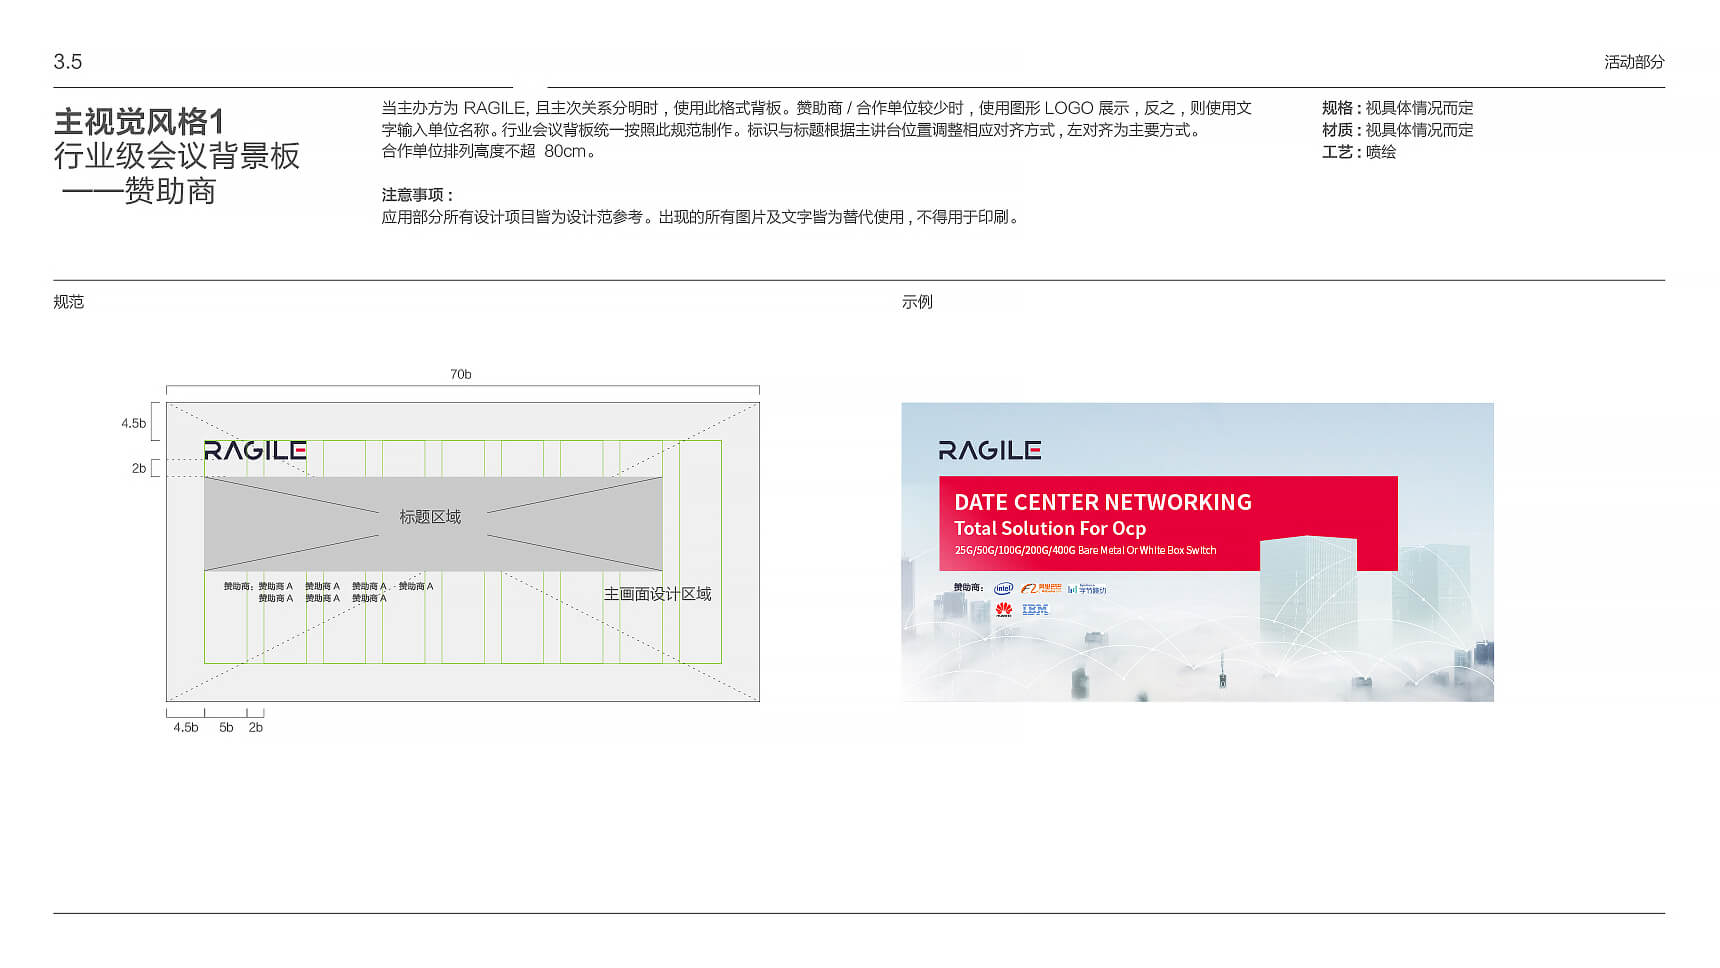 3.5
活动部分
主视觉风格1
行业级会议背景板
——赞助商
当主办方为 RAGILE, 且主次关系分明时，使用此格式背板。赞助商 / 合作单位较少时，使用图形 LOGO 展示，反之，则使用文
字输入单位名称。行业会议背板统一按照此规范制作。标识与标题根据主讲台位置调整相应对齐方式，左对齐为主要方式。
合作单位排列高度不超 80cm。
注意事项：
应用部分所有设计项目皆为设计范参考。出现的所有图片及文字皆为替代使用，不得用于印刷。
规格：视具体情况而定
材质：视具体情况而定
工艺：喷绘
规范
示例
70b
4.5b
2b
RAGILE
标题区域
赞助商：赞助商 A 赞助商 A 赞助商 A 赞助商 A
赞助商 A 赞助商 A 赞助商 A
主画面设计区域
4.5b 5b 2b
RAGILE
DATE CENTER NETWORKING
Total Solution For Ocp
25G/50G/100G/200G/400G Bare Metal Or White Box Switch
赞助商：
intel
字节跳动
IBM